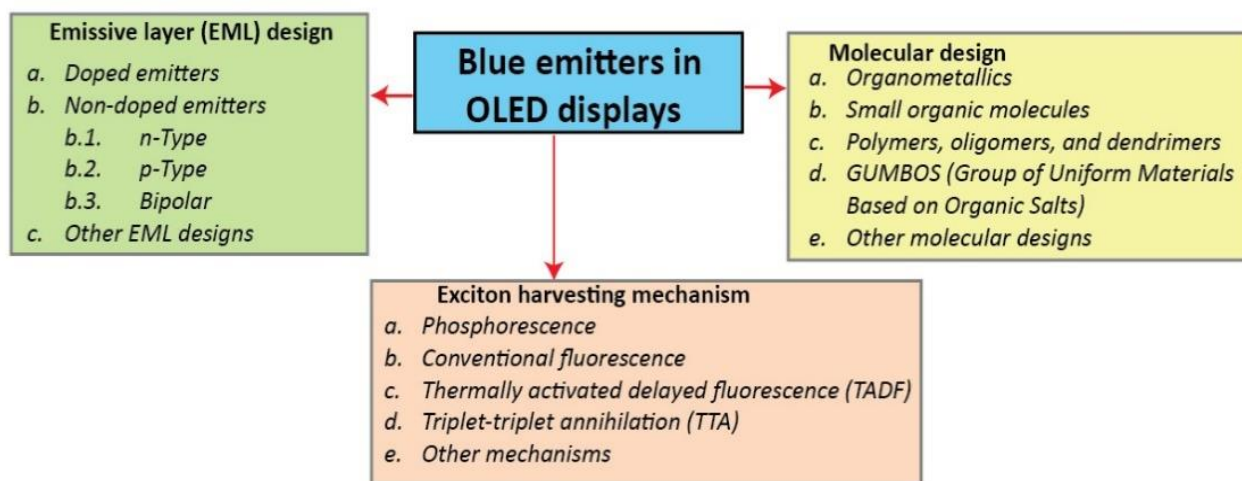 Blue emitters in
OLED displays
Emissive layer (EML) design
a. Doped emitters
b. Non-doped emitters
b.1. n-Type
b.2. p-Type
b.3. Bipolar
c. Other EML designs
Molecular design
a. Organometallics
b. Small organic molecules
c. Polymers, oligomers, and dendrimers
d. GUMBOS (Group of Uniform Materials
Based on Organic Salts)
e. Other molecular designs
Exciton harvesting mechanism
a. Phosphorescence
b. Conventional fluorescence
c. Thermally activated delayed fluorescence (TADF)
d. Triplet-triplet annihilation (TTA)
e. Other mechanisms